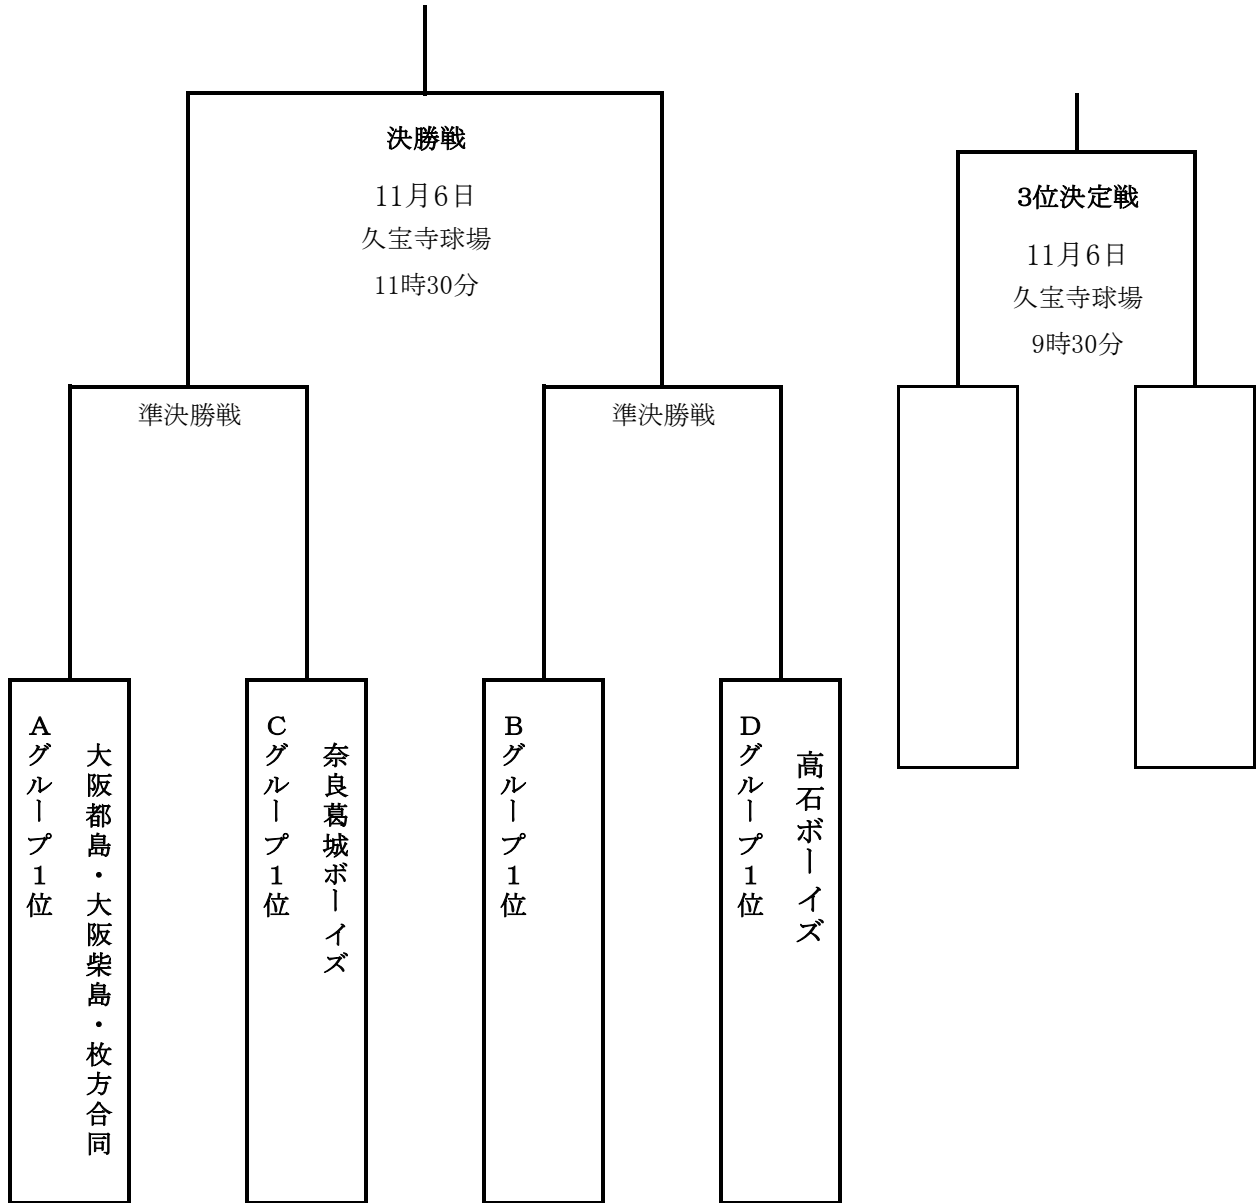 決勝戦
11月6日
久宝寺球場
11時30分
3位決定戦
11月6日
久宝寺球場
9時30分
準決勝戦
準決勝戦
Aグループ1位
大阪都島・大阪柴島・枚方合同
Cグループ1位
奈良葛城ボーイズ
Bグループ1位
Dグループ1位
高石ボーイズ